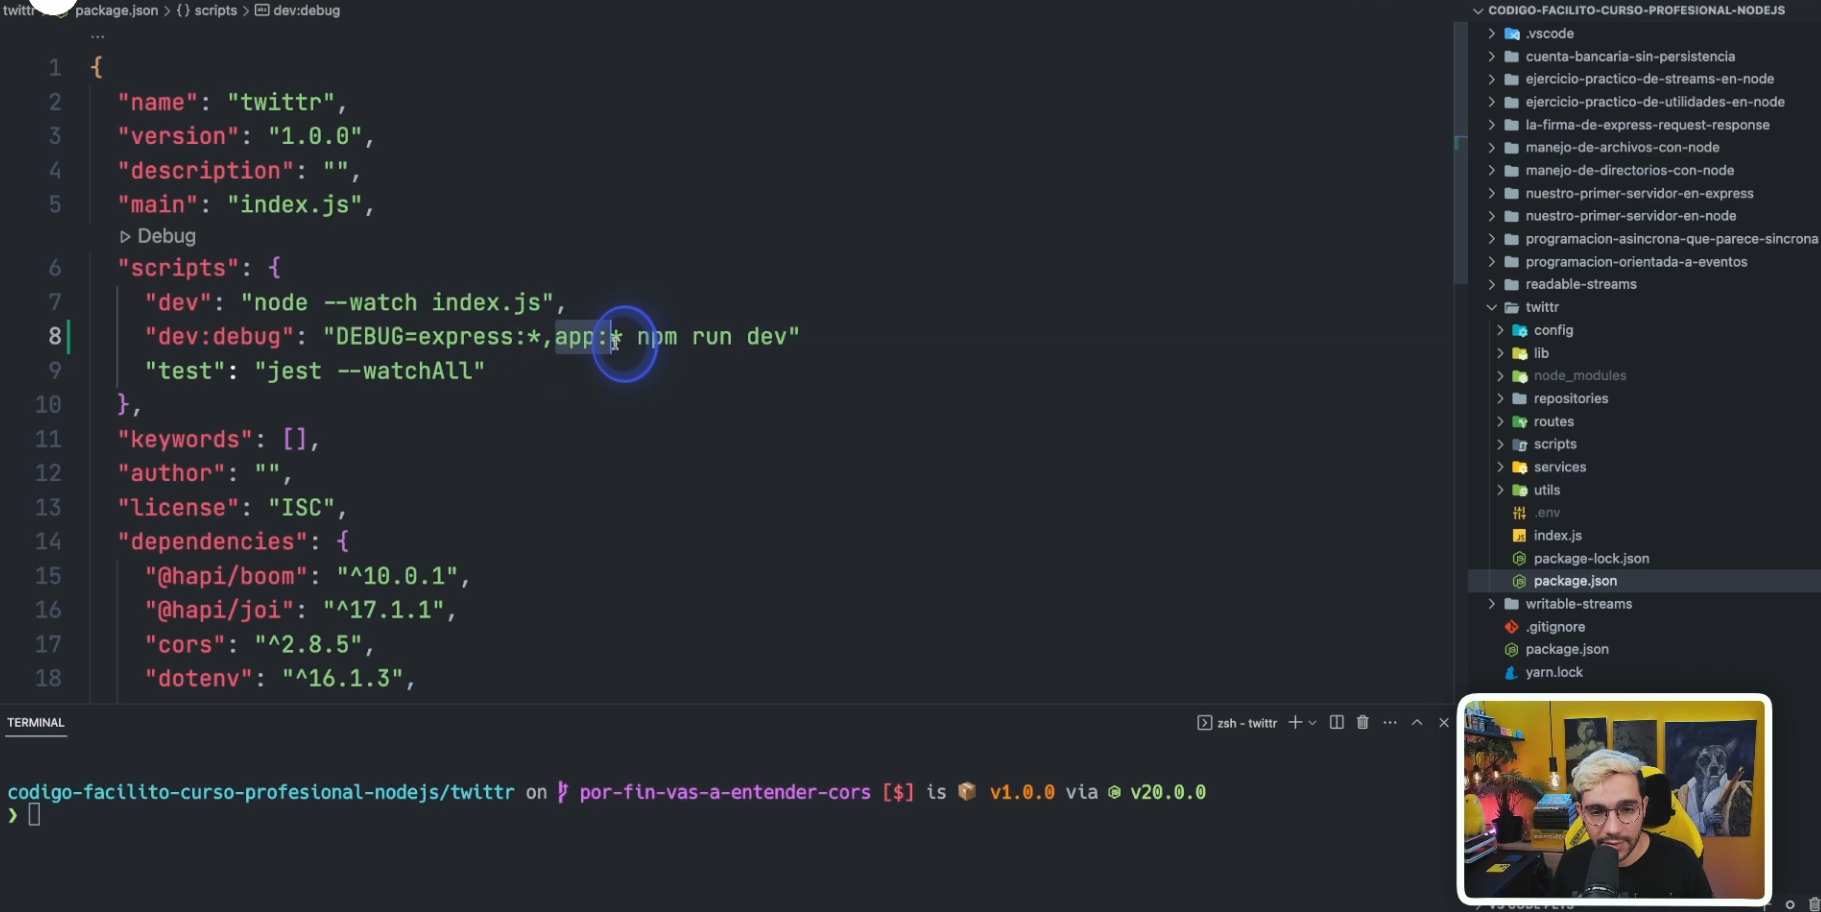 twittr > package.json > {} scripts > dev:debug
...
1 {
2 "name": "twittr",
3 "version": "1.0.0",
4 "description": "",
5 "main": "index.js",
Debug
6 "scripts": {
7 "dev": "node --watch index.js",
8 "dev:debug": "DEBUG=express:*,app:* npm run dev"
9 "test": "jest --watchAll"
10 },
11 "keywords": [],
12 "author": "",
13 "license": "ISC",
14 "dependencies": {
15 "@hapi/boom": "^10.0.1",
16 "@hapi/joi": "^17.1.1",
17 "cors": "^2.8.5",
18 "dotenv": "^16.1.3",
TERMINAL
zsh - twittr
codigo-facilito-curso-profesional-nodejs/twittr on por-fin-vas-a-entender-cors [$] is 📦 v1.0.0 via v20.0.0
❯
CODIGO-FACILITO-CURSO-PROFESIONAL-NODEJS
.vscode
cuenta-bancaria-sin-persistencia
ejercicio-practico-de-streams-en-node
ejercicio-practico-de-utilidades-en-node
la-firma-de-express-request-response
manejo-de-archivos-con-node
manejo-de-directorios-con-node
nuestro-primer-servidor-en-express
nuestro-primer-servidor-en-node
programacion-asincrona-que-parece-sincrona
programacion-orientada-a-eventos
readable-streams
twittr
config
lib
node_modules
repositories
routes
scripts
services
utils
.env
index.js
package-lock.json
package.json
writable-streams
.gitignore
package.json
yarn.lock